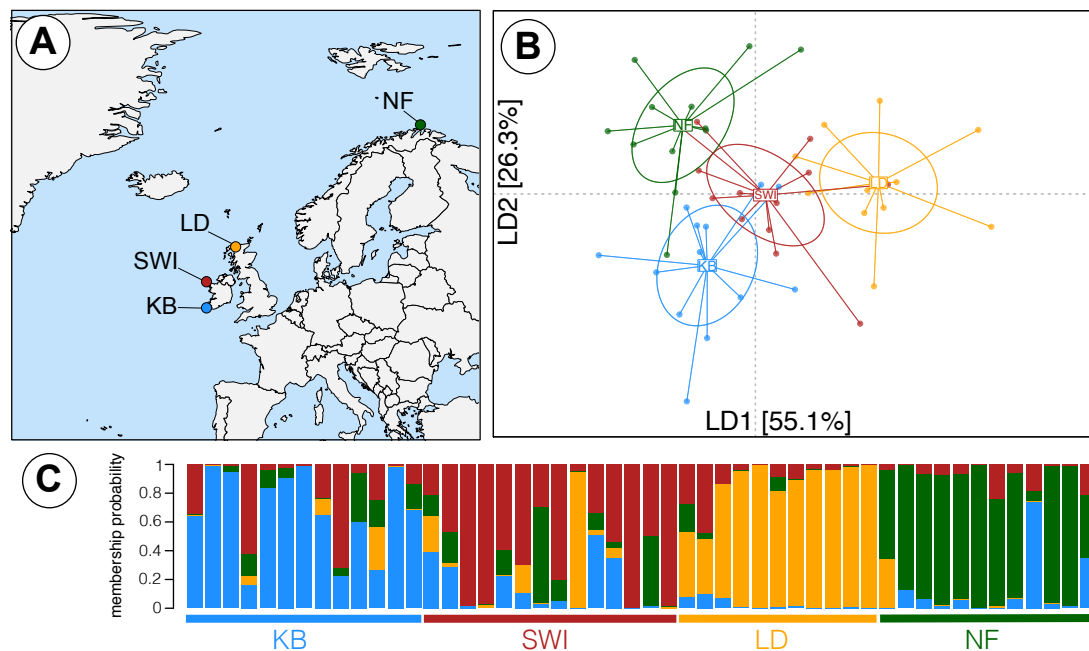 A
NF
LD
SWI
KB
B
NF
SWI
LD
KB
LD2 [26.3%]
LD1 [55.1%]
C
membership probability
1
0.8
0.6
0.4
0.2
0
KB
SWI
LD
NF